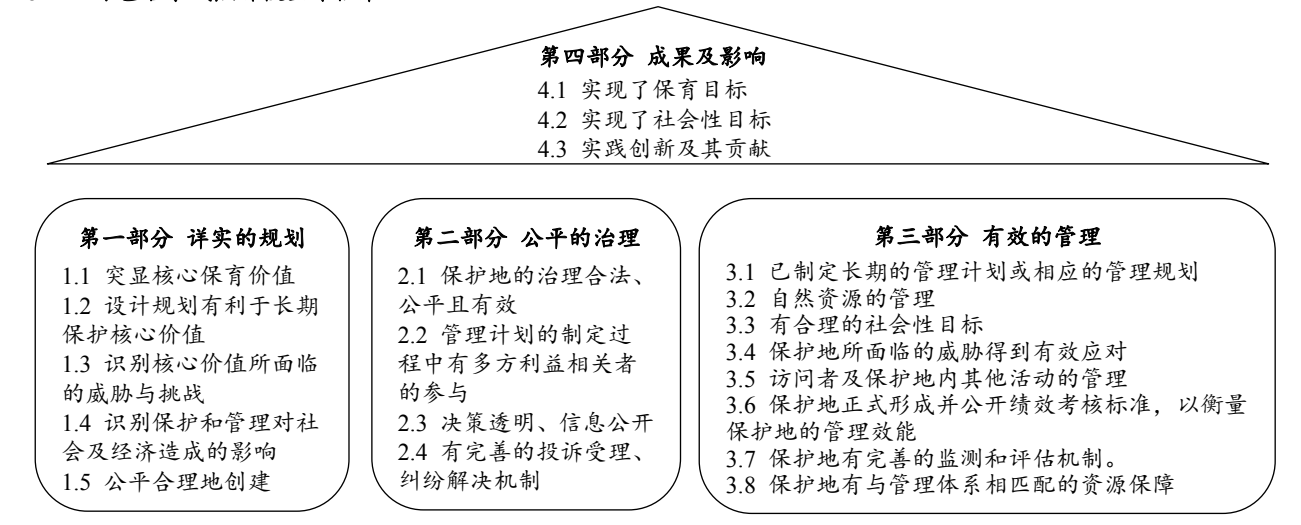 第四部分 成果及影响
4.1 实现了保育目标
4.2 实现了社会性目标
4.3 实践创新及其贡献
第一部分 详实的规划
1.1 突显核心保育价值
1.2 设计规划有利于长期
保护核心价值
1.3 识别核心价值所面临
的威胁与挑战
1.4 识别保护和管理对社
会及经济造成的影响
1.5 公平合理地创建
第二部分 公平的治理
2.1 保护地的治理合法、
公平且有效
2.2 管理计划的制定过
程中有多方利益相关者
的参与
2.3 决策透明、信息公开
2.4 有完善的投诉受理、
纠纷解决机制
第三部分 有效的管理
3.1 已制定长期的管理计划或相应的管理规划
3.2 自然资源的管理
3.3 有合理的社会性目标
3.4 保护地所面临的威胁得到有效应对
3.5 访问者及保护地内其他活动的管理
3.6 保护地正式形成并公开绩效考核标准，以衡量
保护地的管理效能
3.7 保护地有完善的监测和评估机制。
3.8 保护地有与管理体系相匹配的资源保障